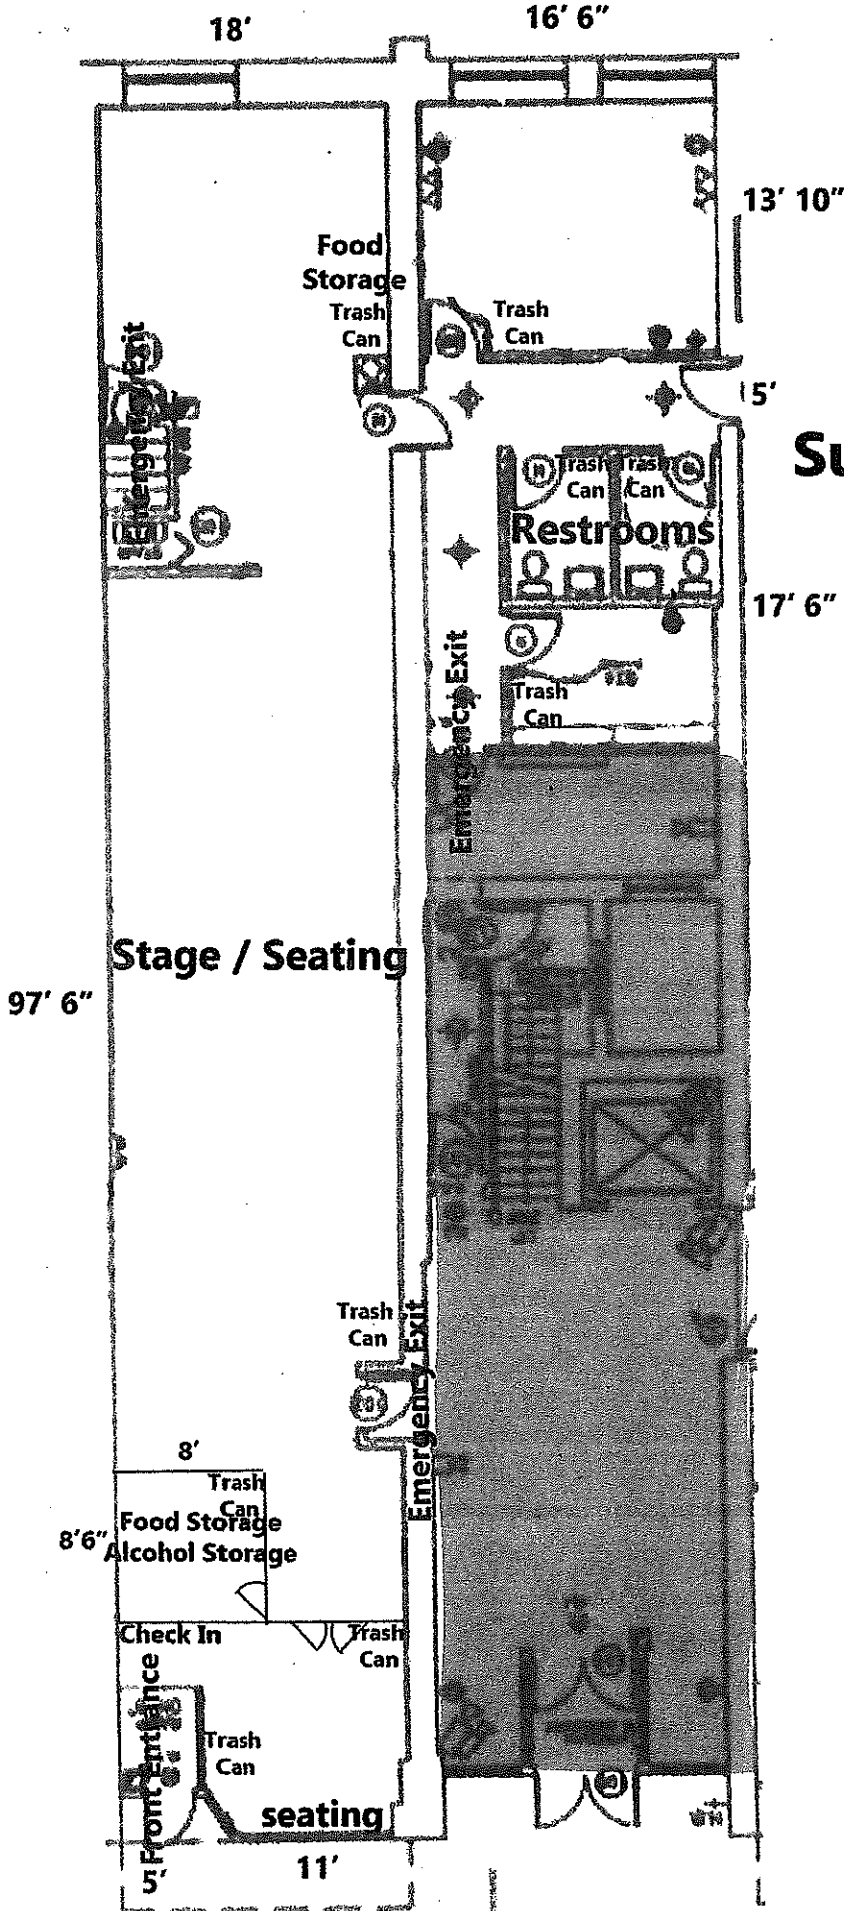 18'
16' 6"
13' 10"
Food
Storage
Trash
Can
Trash
Can
Emergency Exit
5'
Su
Trash Trash
Can Can
Restrooms
17' 6"
Emergency Exit
Trash
Can
Stage / Seating
97' 6"
Trash
Can
Emergency Exit
8'
Trash
Can
8'6"
Food Storage
Alcohol Storage
Check In
Trash
Can
Front Entrance
Trash
Can
seating
5'
11'